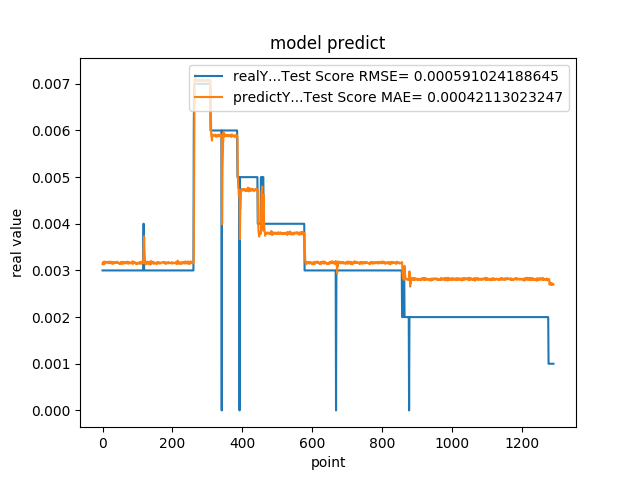 model predict
realY...Test Score RMSE= 0.000591024188645
predictY...Test Score MAE= 0.00042113023247
real value
0.007
0.006
0.005
0.004
0.003
0.002
0.001
0.000
0 200 400 600 800 1000 1200
point